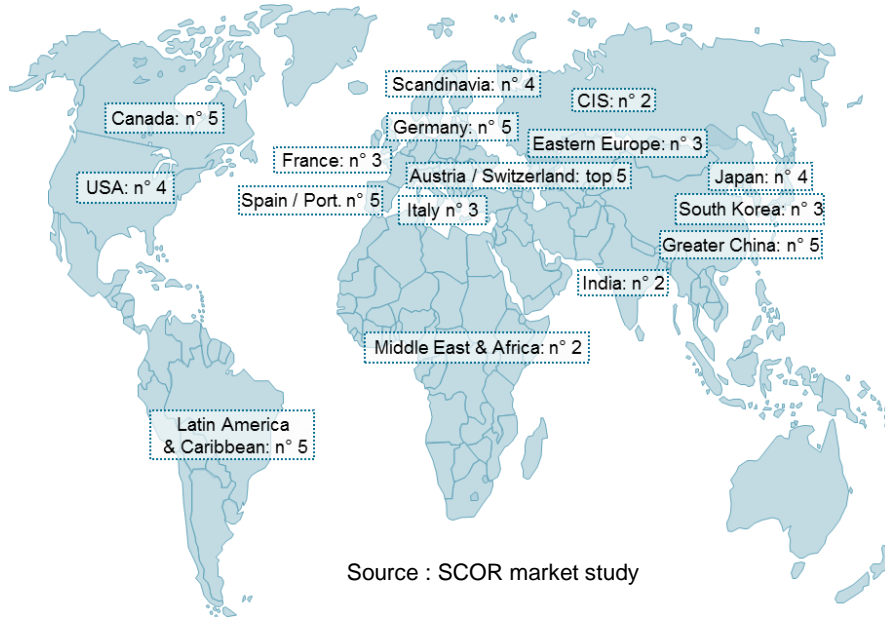 Scandinavia: n° 4
CIS: n° 2
Canada: n° 5
Germany: n° 5
Eastern Europe: n° 3
France: n° 3
Austria / Switzerland: top 5
Japan: n° 4
USA: n° 4
Spain / Port. n° 5
Italy n° 3
South Korea: n° 3
Greater China: n° 5
India: n° 2
Middle East & Africa: n° 2
Latin America
& Caribbean: n° 5
Source : SCOR market study